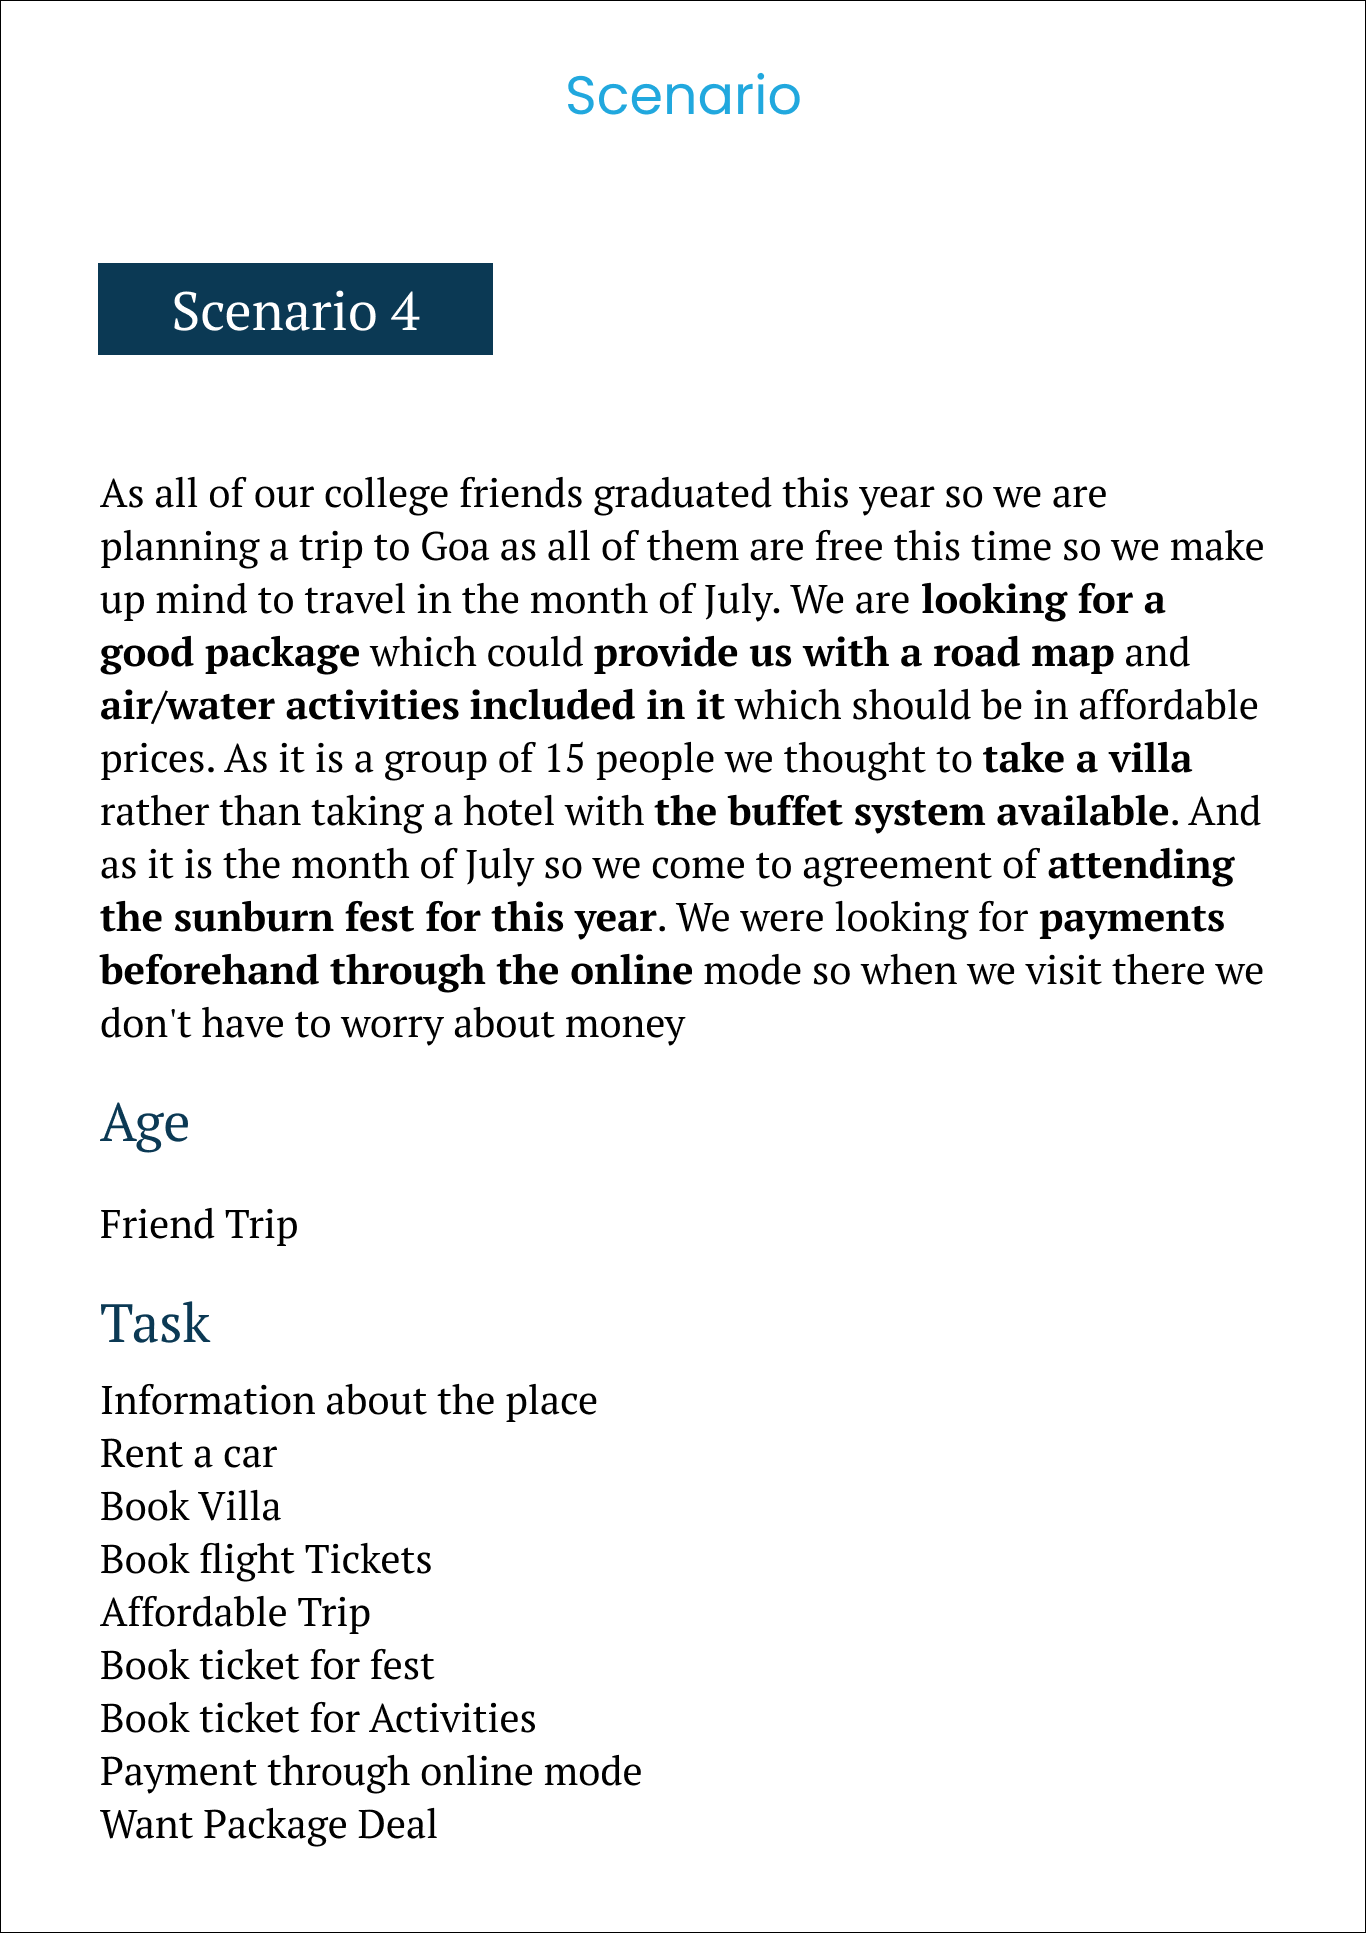 Scenario
Scenario 4
As all of our college friends graduated this year so we are
planning a trip to Goa as all of them are free this time so we make
up mind to travel in the month of July. We are looking for a
good package which could provide us with a road map and
air/water activities included in it which should be in affordable
prices. As it is a group of 15 people we thought to take a villa
rather than taking a hotel with the buffet system available. And
as it is the month of July so we come to agreement of attending
the sunburn fest for this year. We were looking for payments
beforehand through the online mode so when we visit there we
don't have to worry about money
Age
Friend Trip
Task
Information about the place
Rent a car
Book Villa
Book flight Tickets
Affordable Trip
Book ticket for fest
Book ticket for Activities
Payment through online mode
Want Package Deal